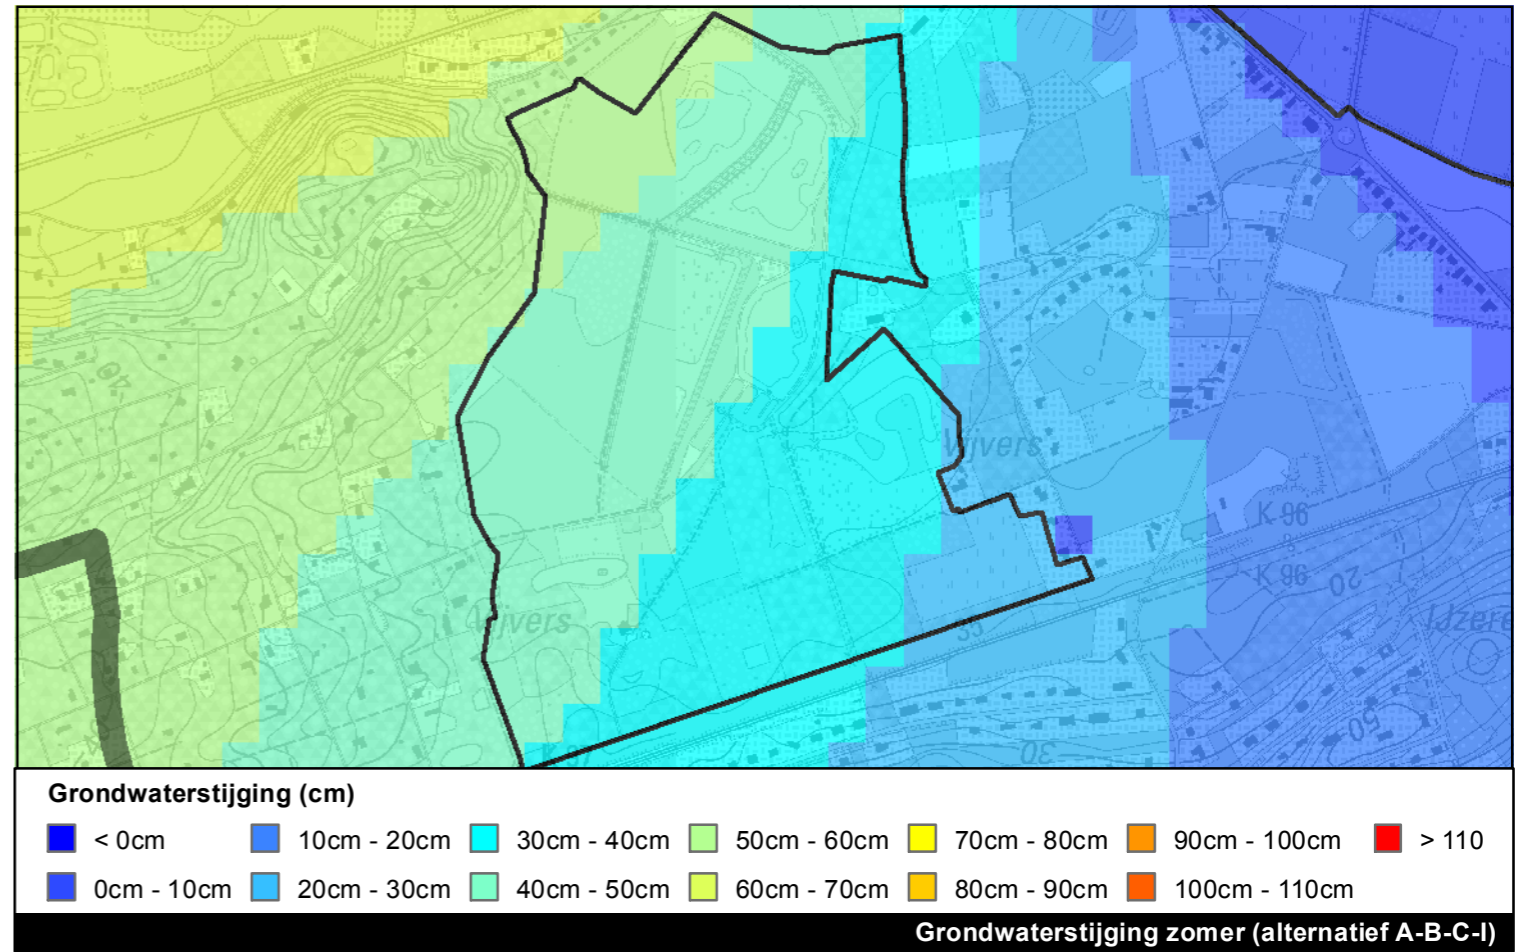 Vijvers
K 96
K 96
20
IJzere
Vijvers
35
50
30
Grondwaterstijging (cm)
< 0cm 10cm - 20cm 30cm - 40cm 50cm - 60cm 70cm - 80cm 90cm - 100cm > 110
0cm - 10cm 20cm - 30cm 40cm - 50cm 60cm - 70cm 80cm - 90cm 100cm - 110cm
Grondwaterstijging zomer (alternatief A-B-C-I)